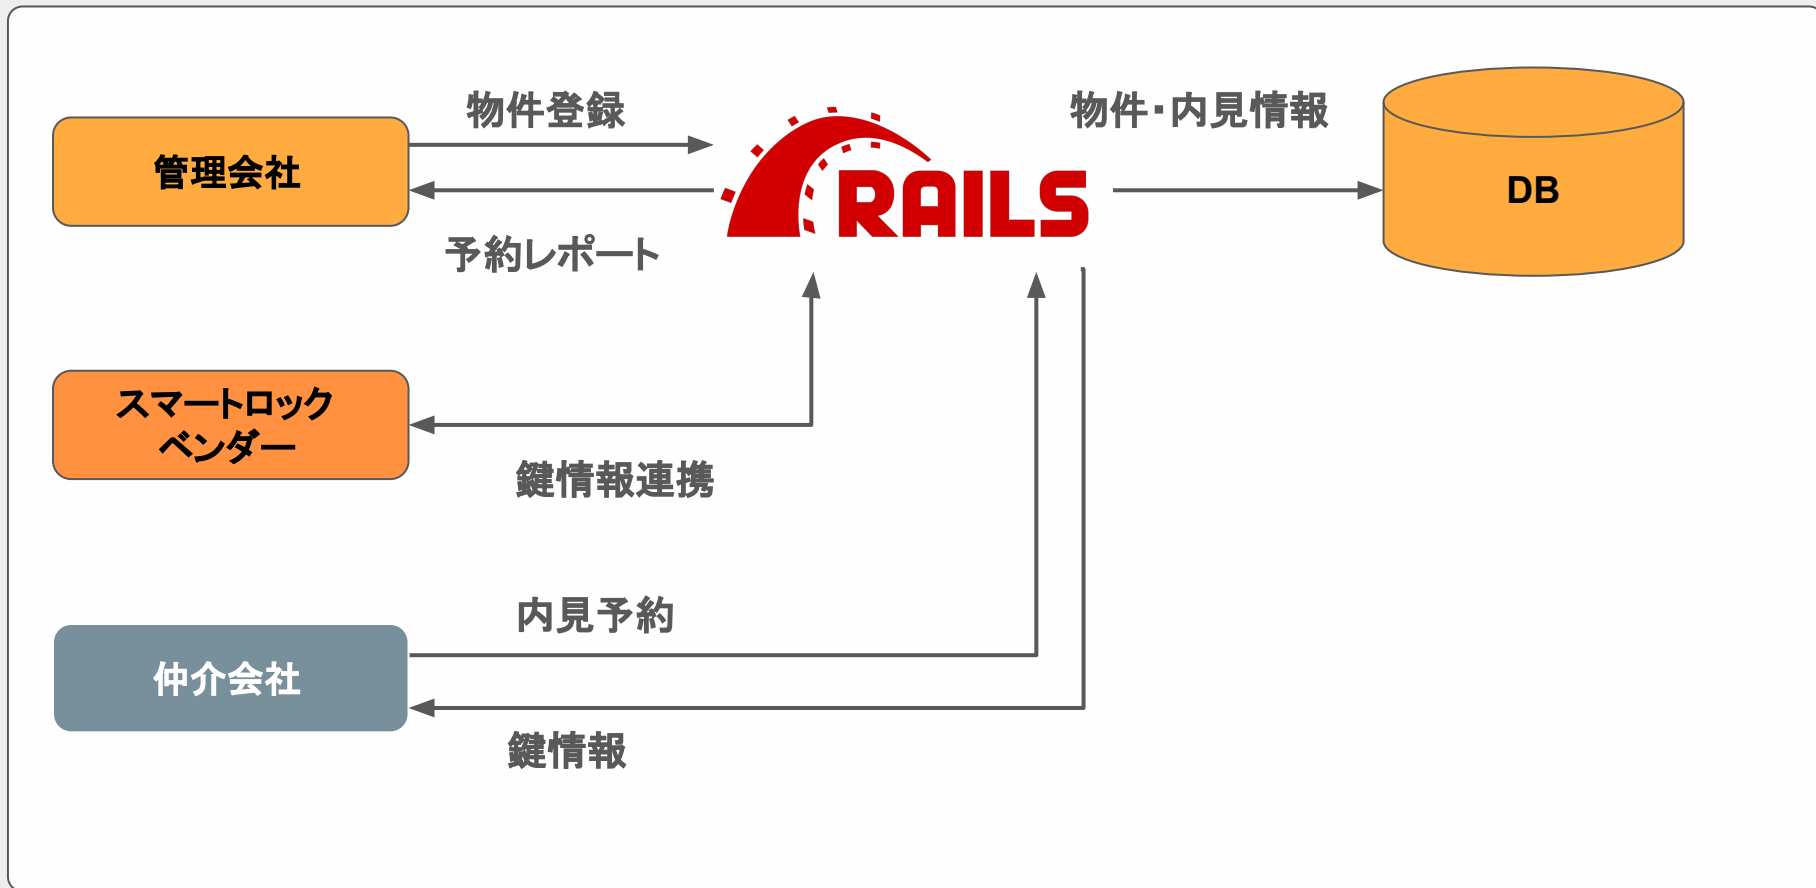 物件登録
物件・内見情報
管理会社
RAILS
DB
予約レポート
スマートロック
ベンダー
鍵情報連携
内見予約
仲介会社
鍵情報